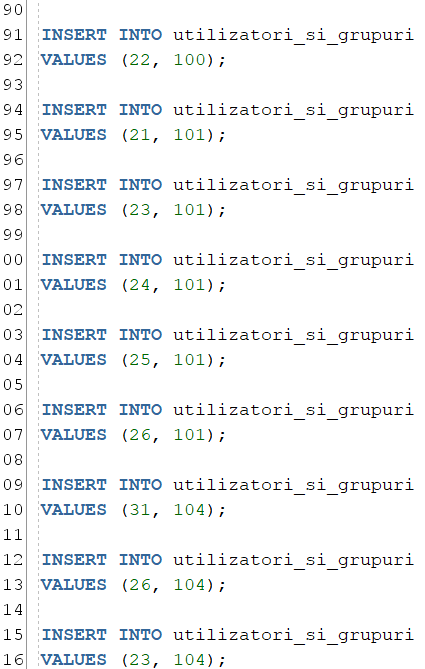 90
91 INSERT INTO utilizatori_si_grupuri
92 VALUES (22, 100);
93
94 INSERT INTO utilizatori_si_grupuri
95 VALUES (21, 101);
96
97 INSERT INTO utilizatori_si_grupuri
98 VALUES (23, 101);
99
00 INSERT INTO utilizatori_si_grupuri
01 VALUES (24, 101);
02
03 INSERT INTO utilizatori_si_grupuri
04 VALUES (25, 101);
05
06 INSERT INTO utilizatori_si_grupuri
07 VALUES (26, 101);
08
09 INSERT INTO utilizatori_si_grupuri
10 VALUES (31, 104);
11
12 INSERT INTO utilizatori_si_grupuri
13 VALUES (26, 104);
14
15 INSERT INTO utilizatori_si_grupuri
16 VALUES (23, 104);